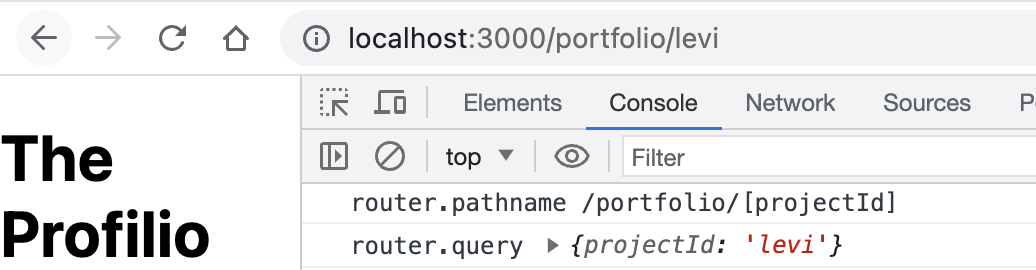 localhost:3000/portfolio/levi
Elements Console Network Sources
top Filter
The
Profilio
router.pathname /portfolio/[projectId]
router.query {projectId: 'levi'}